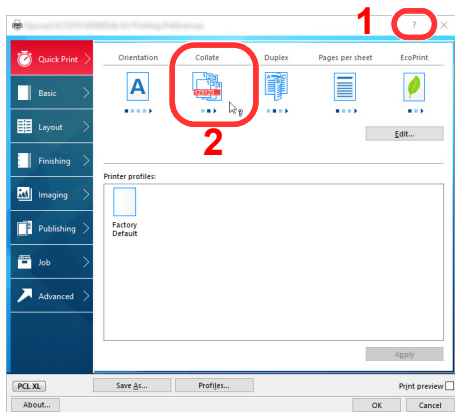 1
?
Quick Print
Orientation
Collate
Duplex
Pages per sheet
EcoPrint
A
123123
2
Basic
Layout
Finishing
Imaging
Publishing
Job
Advanced
Edit...
Printer profiles:
Factory
Default
Apply
PCL XL
Save As...
Profiles...
Print preview
About...
OK
Cancel